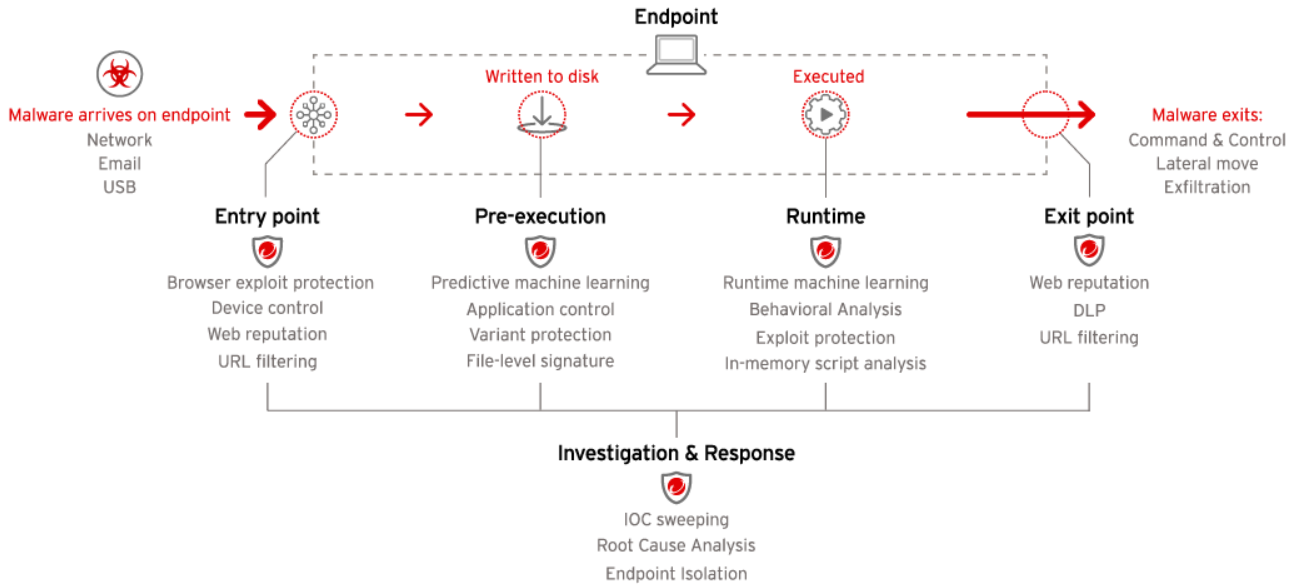 Endpoint
Written to disk
Executed
Malware arrives on endpoint
Network
Email
USB
Malware exits:
Command & Control
Lateral move
Exfiltration
Entry point
Browser exploit protection
Device control
Web reputation
URL filtering
Pre-execution
Predictive machine learning
Application control
Variant protection
File-level signature
Runtime
Runtime machine learning
Behavioral Analysis
Exploit protection
In-memory script analysis
Exit point
Web reputation
DLP
URL filtering
Investigation & Response
IOC sweeping
Root Cause Analysis
Endpoint Isolation